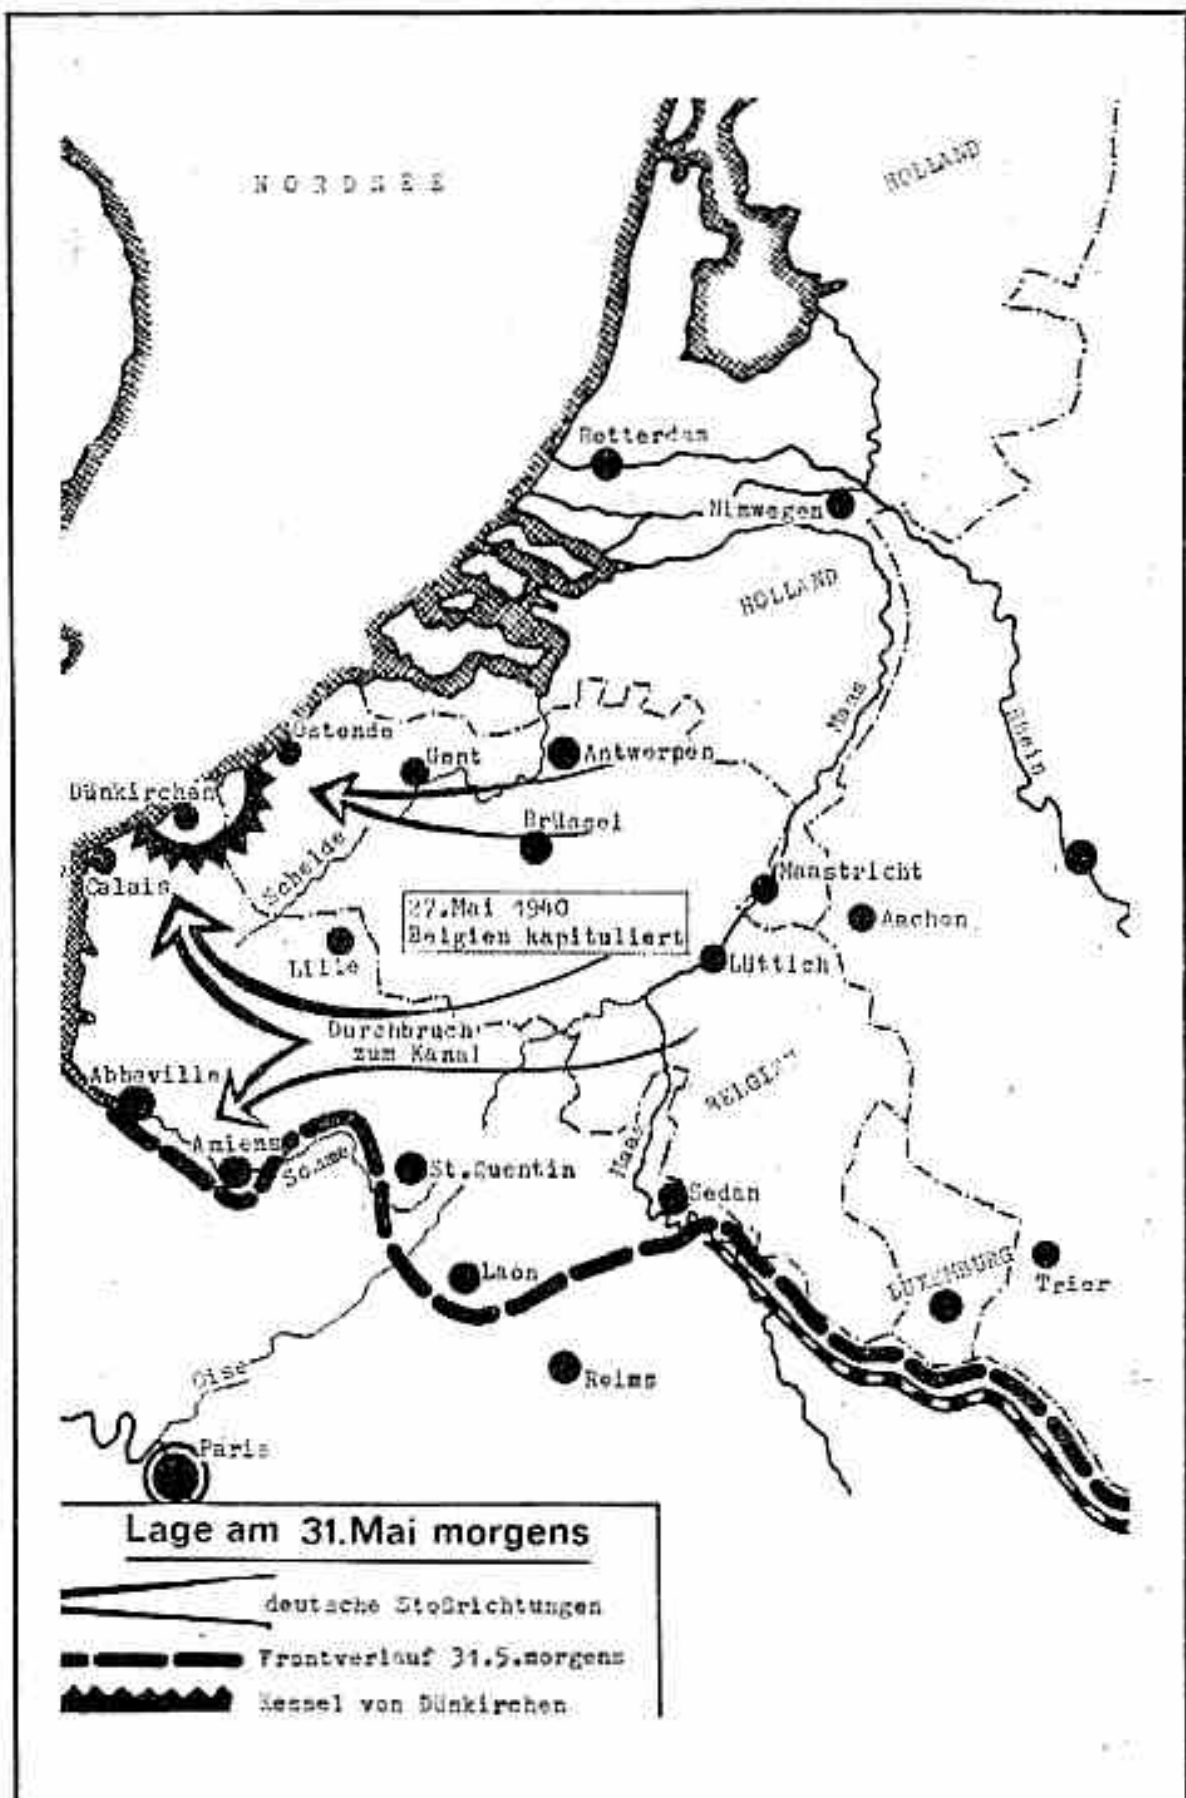 NORDSEE
HOLLAND
Rotterdam
Nimwegen
HOLLAND
Maas
Rhein
Ostende
Gent
Antwerpen
Dünkirchen
Brüssel
Schelde
Calais
Maastricht
27.Mai 1940
Belgien kapituliert
Aachen
Lille
Lüttich
Durchbruch
zum Kanal
Abbeville
BELGIEN
Amiens
Somme
St.Quentin
Maas
Sedan
Laon
LUXEMBURG
Trier
Oise
Reims
Paris
Lage am 31.Mai morgens
deutsche Stoßrichtungen
Frontverlauf 31.5.morgens
Kessel von Dünkirchen